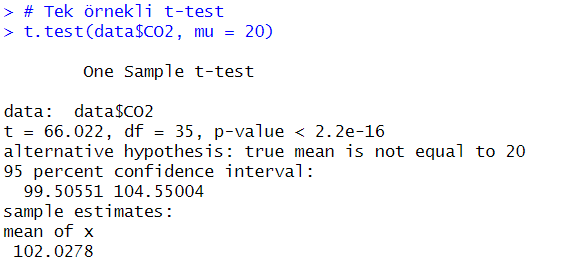 > # Tek örnekli t-test
> t.test(data$CO2, mu = 20)
One Sample t-test
data: data$CO2
t = 66.022, df = 35, p-value < 2.2e-16
alternative hypothesis: true mean is not equal to 20
95 percent confidence interval:
99.50551 104.55004
sample estimates:
mean of x
102.0278